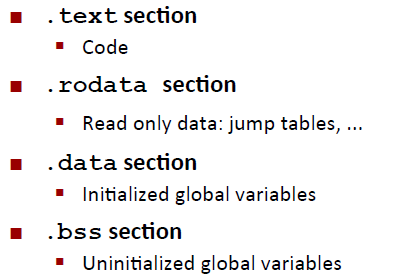 .text section
Code
.rodata section
Read only data: jump tables, ...
.data section
Initialized global variables
.bss section
Uninitialized global variables